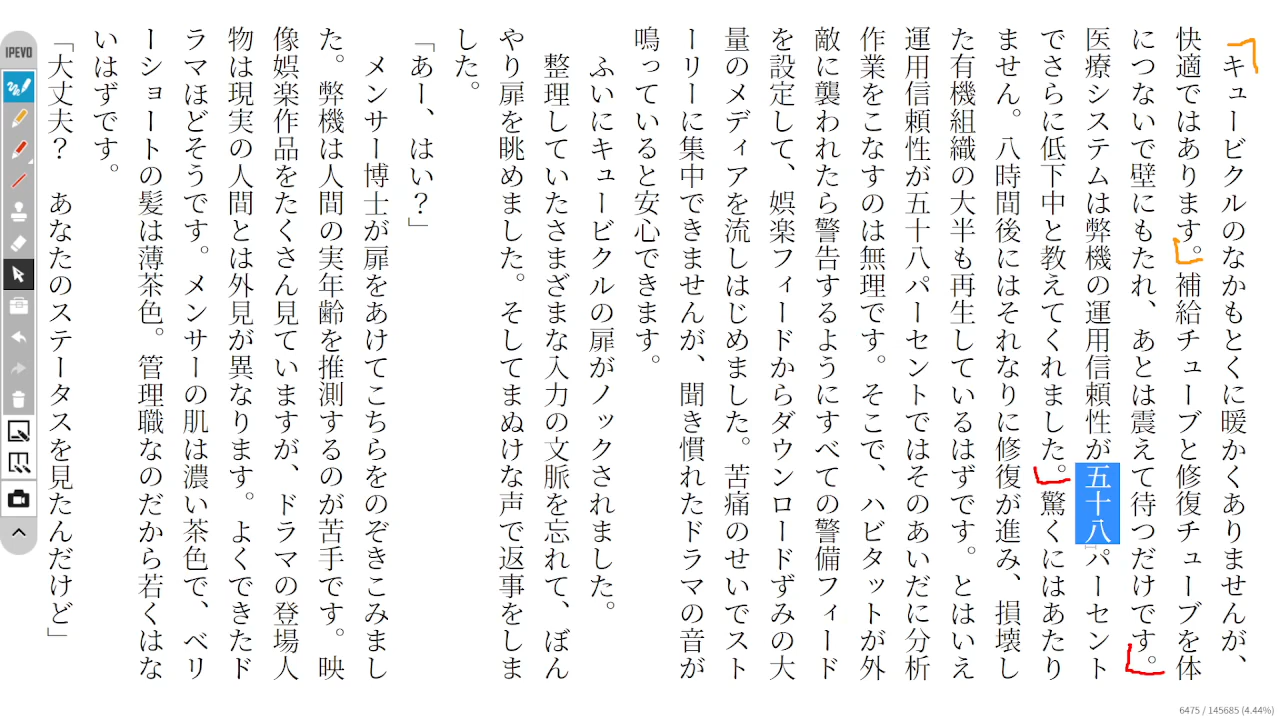 キュービクルのなかもとくに暖かくありませんが、
快適ではあります。補給チューブと修復チューブを体
につないで壁にもたれ、あとは震えて待つだけです。
医療システムは弊機の運用信頼性が五十八パーセント
でさらに低下中と教えてくれました。驚くにはあたり
ません。八時間後にはそれなりに修復が進み、損壊し
た有機組織の大半も再生しているはずです。とはいえ
運用信頼性が五十八パーセントではそのあいだに分析
作業をこなすのは無理です。そこで、ハビタットが外
敵に襲われたら警告するようにすべての警備フィード
を設定して、娯楽フィードからダウンロードずみの大
量のメディアを流しはじめました。苦痛のせいでスト
ーリーに集中できませんが、聞き慣れたドラマの音が
鳴っていると安心できます。
ふいにキュービクルの扉がノックされました。
整理していたさまざまな入力の文脈を忘れて、ぼん
やり扉を眺めました。そしてまぬけな声で返事をしま
した。
「あー、はい?」
メンサー博士が扉をあけてこちらをのぞきこみまし
た。弊機は人間の実年齢を推測するのが苦手です。映
像娯楽作品をたくさん見ていますが、ドラマの登場人
物は現実の人間とは外見が異なります。よくできたド
ラマほどそうです。メンサーの肌は濃い茶色で、ベリ
ーショートの髪は薄茶色。管理職なのだから若くはな
いはずです。
「大丈夫? あなたのステータスを見たんだけど」
IPEVO
6475 / 145685 (4.44%)